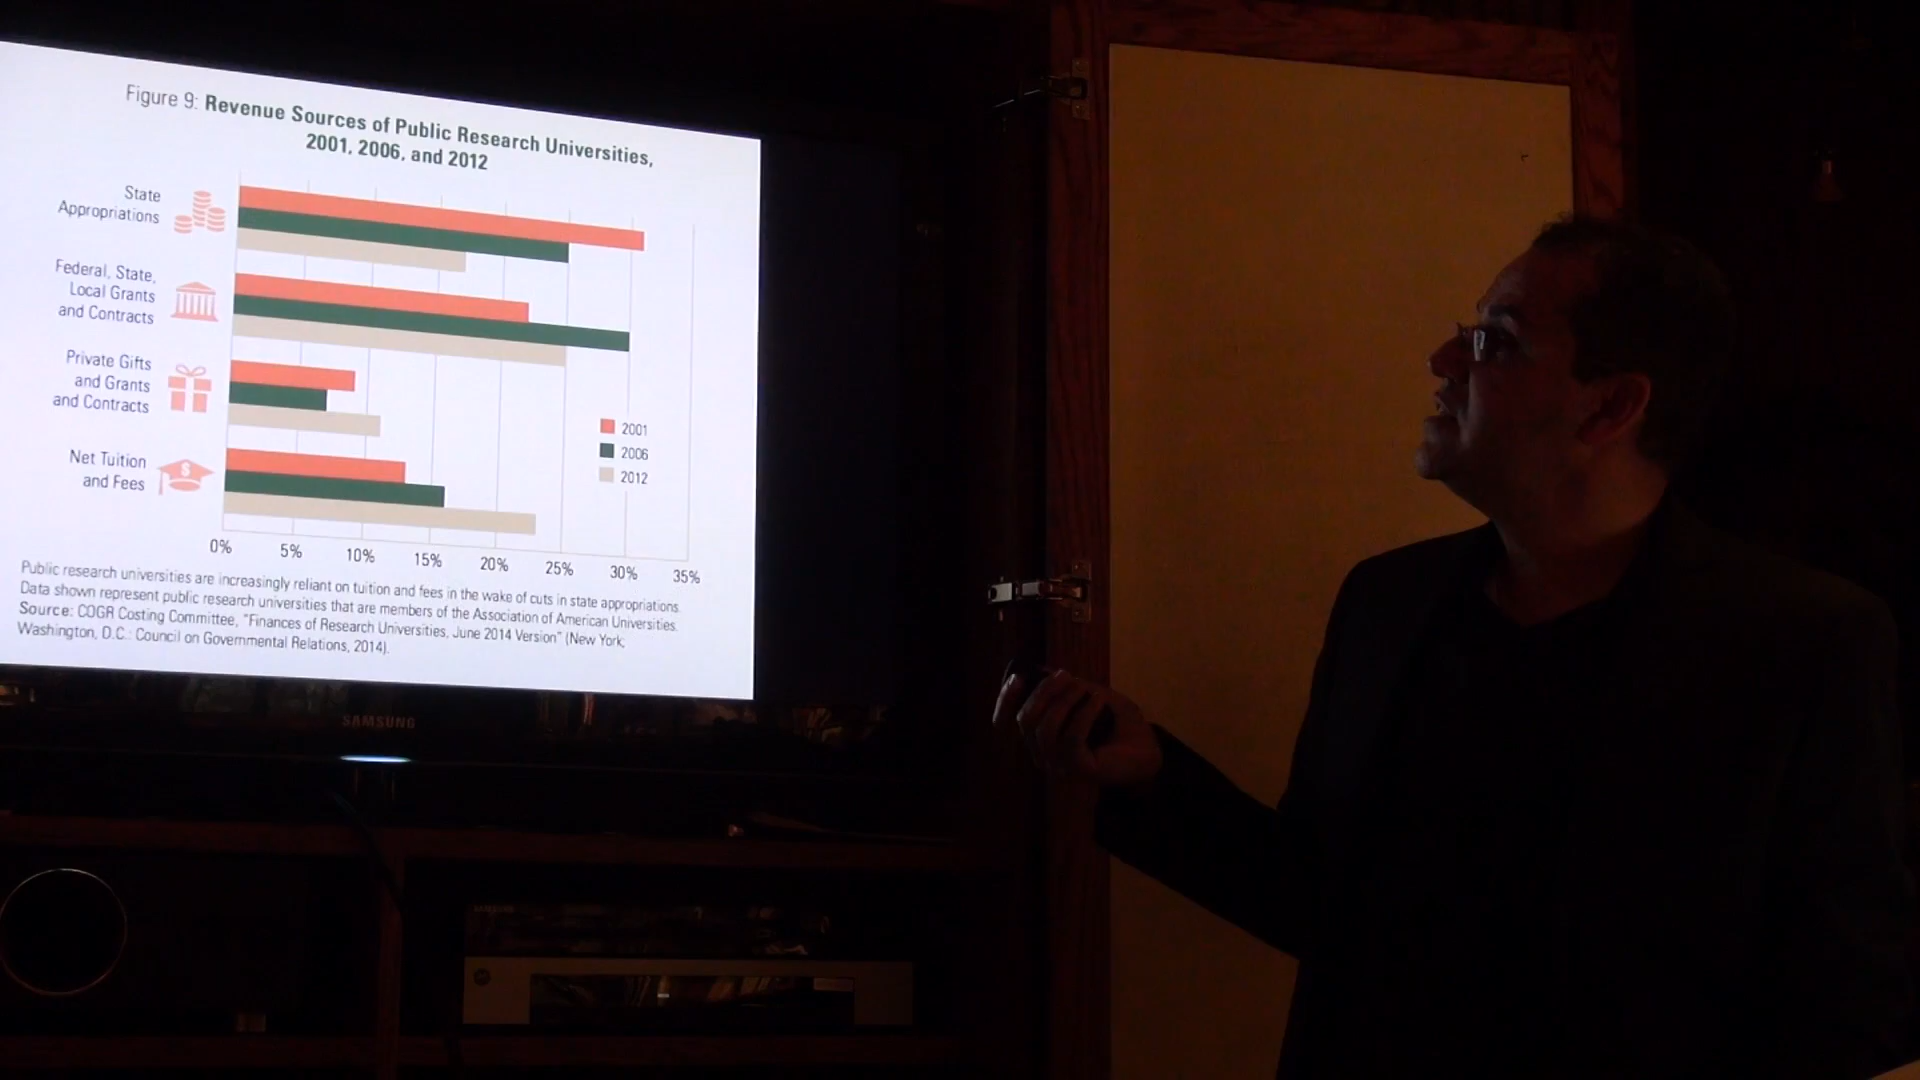 Figure 9: Revenue Sources of Public Research Universities,
2001, 2006, and 2012
State
Appropriations
Federal, State,
Local Grants
and Contracts
Private Gifts
and Grants
and Contracts
Net Tuition
and Fees
2001
2006
2012
0% 5% 10% 15% 20% 25% 30% 35%
Public research universities are increasingly reliant on tuition and fees in the wake of cuts in state appropriations.
Data shown represent public research universities that are members of the Association of American Universities.
Source: COGR Costing Committee, "Finances of Research Universities, June 2014 Version" (New York;
Washington, D.C.: Council on Governmental Relations, 2014).
SAMSUNG